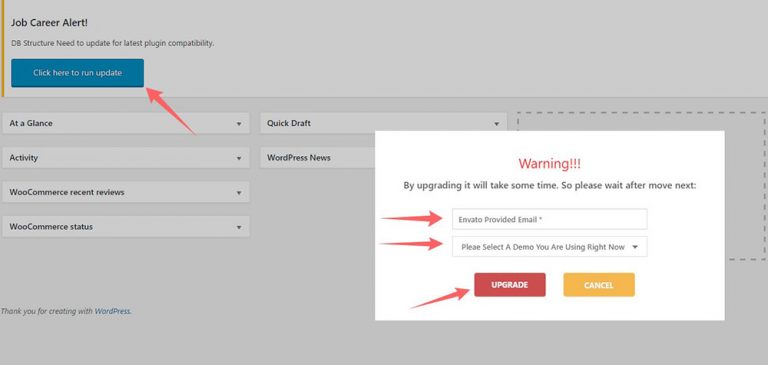 Job Career Alert!
DB Structure Need to update for latest plugin compatibility.
Click here to run update
At a Glance
Quick Draft
Activity
WordPress News
WooCommerce recent reviews
WooCommerce status
Thank you for creating with WordPress.
Warning!!!
By upgrading it will take some time. So please wait after move next:
Envato Provided Email *
Pleae Select A Demo You Are Using Right Now
UPGRADE
CANCEL